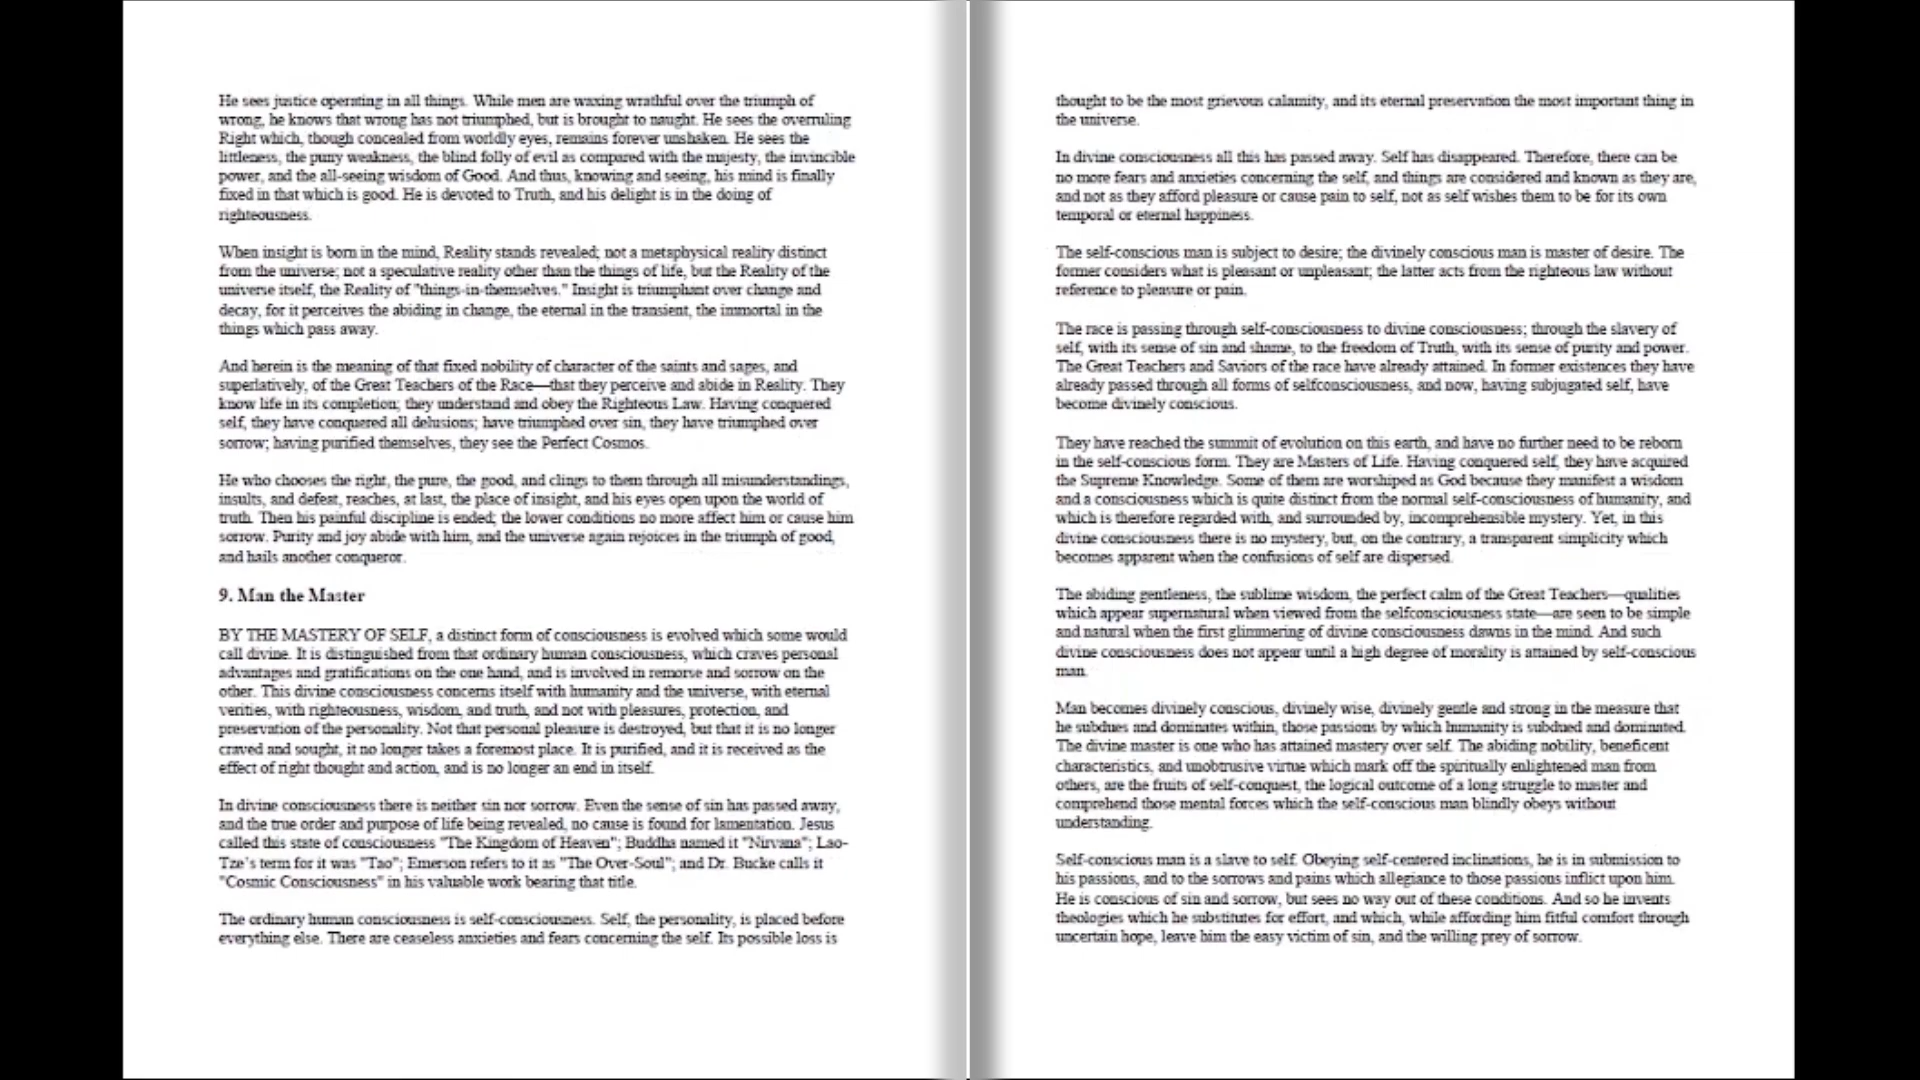 He sees justice operating in all things. While men are waxing wrathful over the triumph of
wrong, he knows that wrong has not triumphed, but is brought to naught. He sees the overruling
Right which, though concealed from worldly eyes, remains forever unshaken. He sees the
littleness, the puny weakness, the blind folly of evil as compared with the majesty, the invincible
power, and the all-seeing wisdom of Good. And thus, knowing and seeing, his mind is finally
fixed in that which is good. He is devoted to Truth, and his delight is in the doing of
righteousness.
When insight is born in the mind, Reality stands revealed; not a metaphysical reality distinct
from the universe; not a speculative reality other than the things of life, but the Reality of the
universe itself, the Reality of "things-in-themselves." Insight is triumphant over change and
decay, for it perceives the abiding in change, the eternal in the transient, the immortal in the
things which pass away.
And herein is the meaning of that fixed nobility of character of the saints and sages, and
superlatively, of the Great Teachers of the Race—that they perceive and abide in Reality. They
know life in its completion; they understand and obey the Righteous Law. Having conquered
self, they have conquered all delusions; have triumphed over sin, they have triumphed over
sorrow; having purified themselves, they see the Perfect Cosmos.
He who chooses the right, the pure, the good, and clings to them through all misunderstandings,
insults, and defeat, reaches, at last, the place of insight, and his eyes open upon the world of
truth. Then his painful discipline is ended; the lower conditions no more affect him or cause him
sorrow. Purity and joy abide with him, and the universe again rejoices in the triumph of good,
and hails another conqueror.
9. Man the Master
BY THE MASTERY OF SELF, a distinct form of consciousness is evolved which some would
call divine. It is distinguished from that ordinary human consciousness, which craves personal
advantages and gratifications on the one hand, and is involved in remorse and sorrow on the
other. This divine consciousness concerns itself with humanity and the universe, with eternal
verities, with righteousness, wisdom, and truth, and not with pleasures, protection, and
preservation of the personality. Not that personal pleasure is destroyed, but that it is no longer
craved and sought, it no longer takes a foremost place. It is purified, and it is received as the
effect of right thought and action, and is no longer an end in itself.
In divine consciousness there is neither sin nor sorrow. Even the sense of sin has passed away,
and the true order and purpose of life being revealed, no cause is found for lamentation. Jesus
called this state of consciousness "The Kingdom of Heaven"; Buddha named it "Nirvana"; Lao-
Tze's term for it was "Tao"; Emerson refers to it as "The Over-Soul"; and Dr. Bucke calls it
"Cosmic Consciousness" in his valuable work bearing that title.
The ordinary human consciousness is self-consciousness. Self, the personality, is placed before
everything else. There are ceaseless anxieties and fears concerning the self. Its possible loss is
thought to be the most grievous calamity, and its eternal preservation the most important thing in
the universe.
In divine consciousness all this has passed away. Self has disappeared. Therefore, there can be
no more fears and anxieties concerning the self, and things are considered and known as they are,
and not as they afford pleasure or cause pain to self, not as self wishes them to be for its own
temporal or eternal happiness.
The self-conscious man is subject to desire; the divinely conscious man is master of desire. The
former considers what is pleasant or unpleasant; the latter acts from the righteous law without
reference to pleasure or pain.
The race is passing through self-consciousness to divine consciousness; through the slavery of
self, with its sense of sin and shame, to the freedom of Truth, with its sense of purity and power.
The Great Teachers and Saviors of the race have already attained. In former existences they have
already passed through all forms of selfconsciousness, and now, having subjugated self, have
become divinely conscious.
They have reached the summit of evolution on this earth, and have no further need to be reborn
in the self-conscious form. They are Masters of Life. Having conquered self, they have acquired
the Supreme Knowledge. Some of them are worshiped as God because they manifest a wisdom
and a consciousness which is quite distinct from the normal self-consciousness of humanity, and
which is therefore regarded with, and surrounded by, incomprehensible mystery. Yet, in this
divine consciousness there is no mystery, but, on the contrary, a transparent simplicity which
becomes apparent when the confusions of self are dispersed.
The abiding gentleness, the sublime wisdom, the perfect calm of the Great Teachers—qualities
which appear supernatural when viewed from the selfconsciousness state—are seen to be simple
and natural when the first glimmering of divine consciousness dawns in the mind. And such
divine consciousness does not appear until a high degree of morality is attained by self-conscious
man.
Man becomes divinely conscious, divinely wise, divinely gentle and strong in the measure that
he subdues and dominates within, those passions by which humanity is subdued and dominated.
The divine master is one who has attained mastery over self. The abiding nobility, beneficent
characteristics, and unobtrusive virtue which mark off the spiritually enlightened man from
others, are the fruits of self-conquest, the logical outcome of a long struggle to master and
comprehend those mental forces which the self-conscious man blindly obeys without
understanding.
Self-conscious man is a slave to self. Obeying self-centered inclinations, he is in submission to
his passions, and to the sorrows and pains which allegiance to those passions inflict upon him.
He is conscious of sin and sorrow, but sees no way out of these conditions. And so he invents
theologies which he substitutes for effort, and which, while affording him fitful comfort through
uncertain hope, leave him the easy victim of sin, and the willing prey of sorrow.